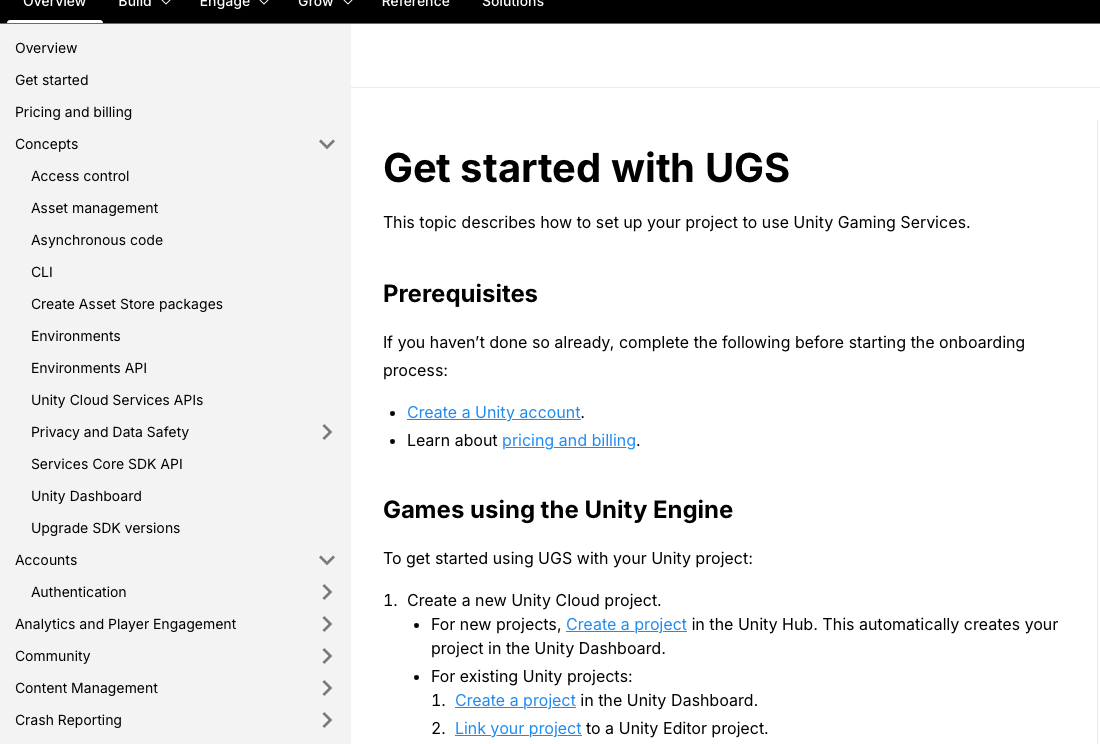 Overview Build Engage Grow Reference Solutions
Overview
Get started
Pricing and billing
Concepts
Access control
Asset management
Asynchronous code
CLI
Create Asset Store packages
Environments
Environments API
Unity Cloud Services APIs
Privacy and Data Safety
Services Core SDK API
Unity Dashboard
Upgrade SDK versions
Accounts
Authentication
Analytics and Player Engagement
Community
Content Management
Crash Reporting
Get started with UGS
This topic describes how to set up your project to use Unity Gaming Services.
Prerequisites
If you haven’t done so already, complete the following before starting the onboarding
process:
• Create a Unity account.
• Learn about pricing and billing.
Games using the Unity Engine
To get started using UGS with your Unity project:
1. Create a new Unity Cloud project.
• For new projects, Create a project in the Unity Hub. This automatically creates your
project in the Unity Dashboard.
• For existing Unity projects:
1. Create a project in the Unity Dashboard.
2. Link your project to a Unity Editor project.